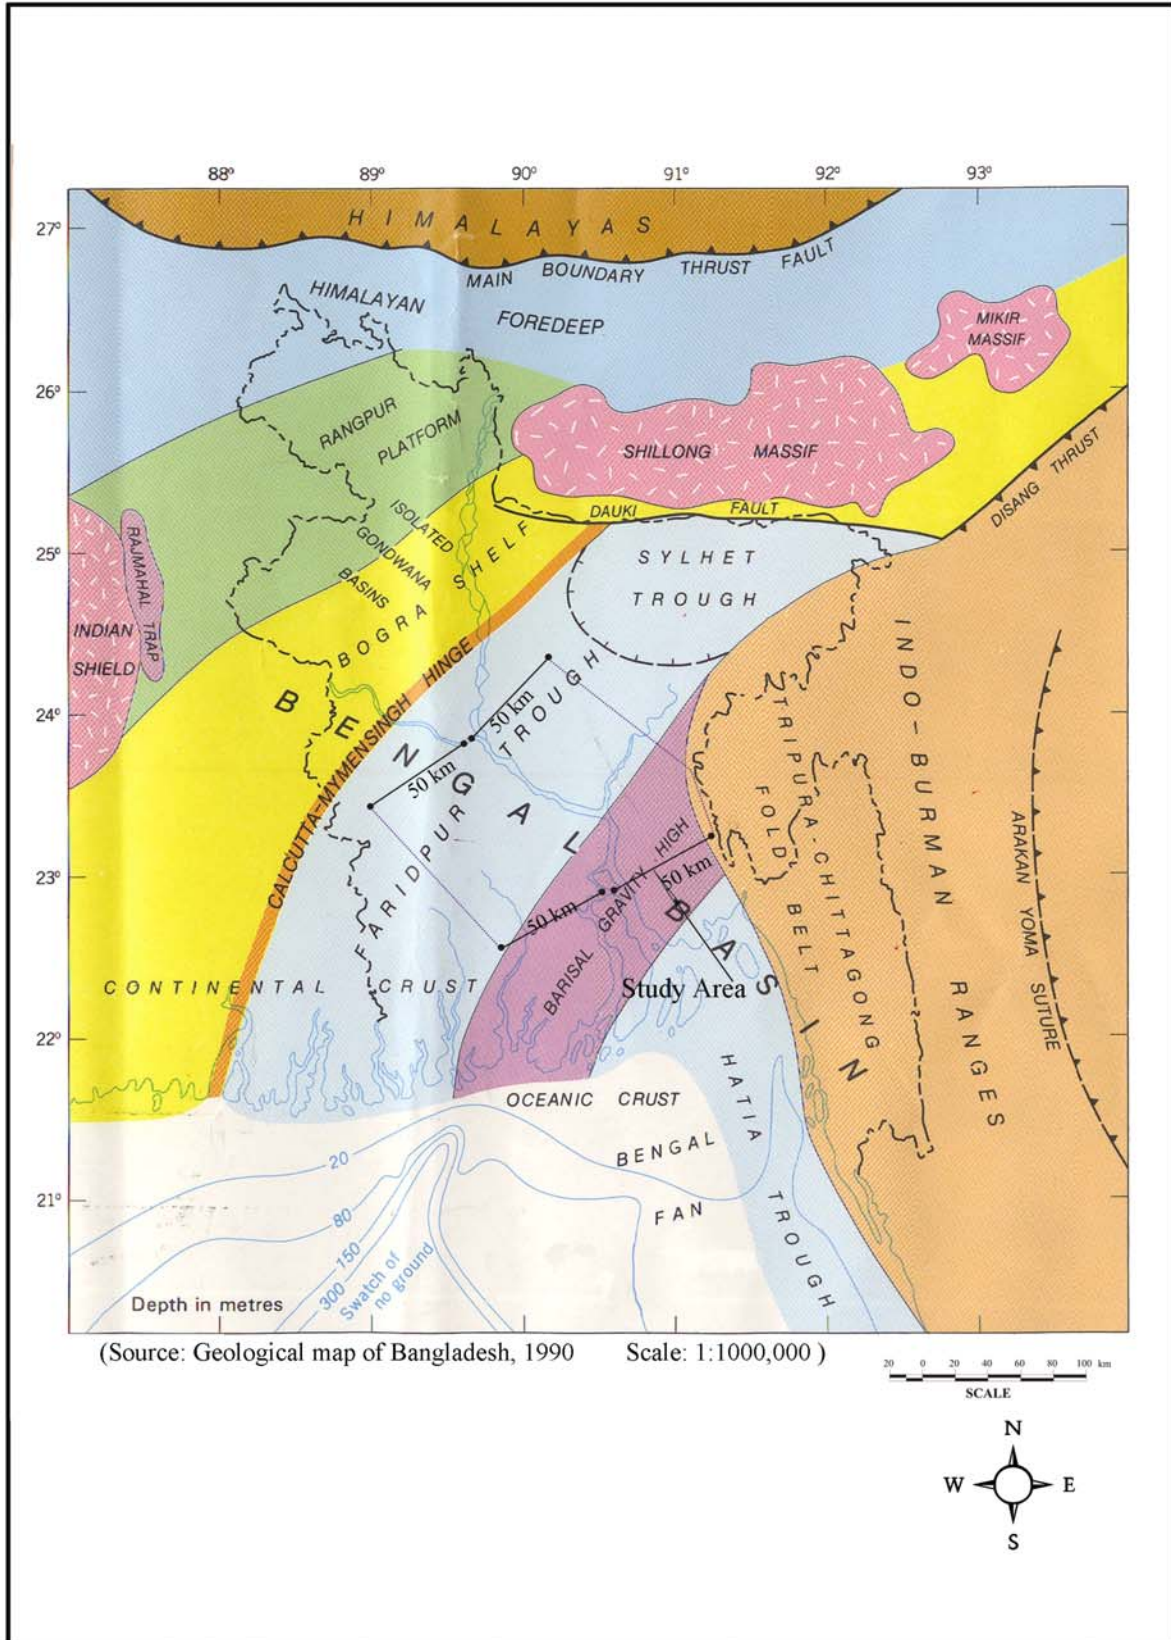 88° 89° 90° 91° 92° 93°
27°
26°
25°
24°
23°
22°
21°
HIMALAYAS
MAIN BOUNDARY THRUST FAULT
HIMALAYAN
FOREDEEP
MIKIR
MASSIF
RANGPUR
PLATFORM
SHILLONG MASSIF
DISANG THRUST
DAUKI FAULT
ISOLATED
GONDWANA
BASINS
BOGRA SHELF
SYLHET
TROUGH
RAJMAHAL TRAP
INDIAN
SHIELD
CALCUTTA-MYMENSINGH HINGE
BENGAL BASIN
50 km
50 km
FARIDPUR TROUGH
INDO-BURMAN RANGES
TRIPURA-CHITTAGONG
FOLD BELT
ARAKAN YOMA SUTURE
BARISAL GRAVITY HIGH
50 km
50 km
Study Area
CONTINENTAL CRUST
OCEANIC CRUST
BENGAL
FAN
HATIA TROUGH
20
80
150
300
Swatch of
no ground
Depth in metres
(Source: Geological map of Bangladesh, 1990 Scale: 1:1000,000 )
20 0 20 40 60 80 100 km
SCALE
N
W E
S